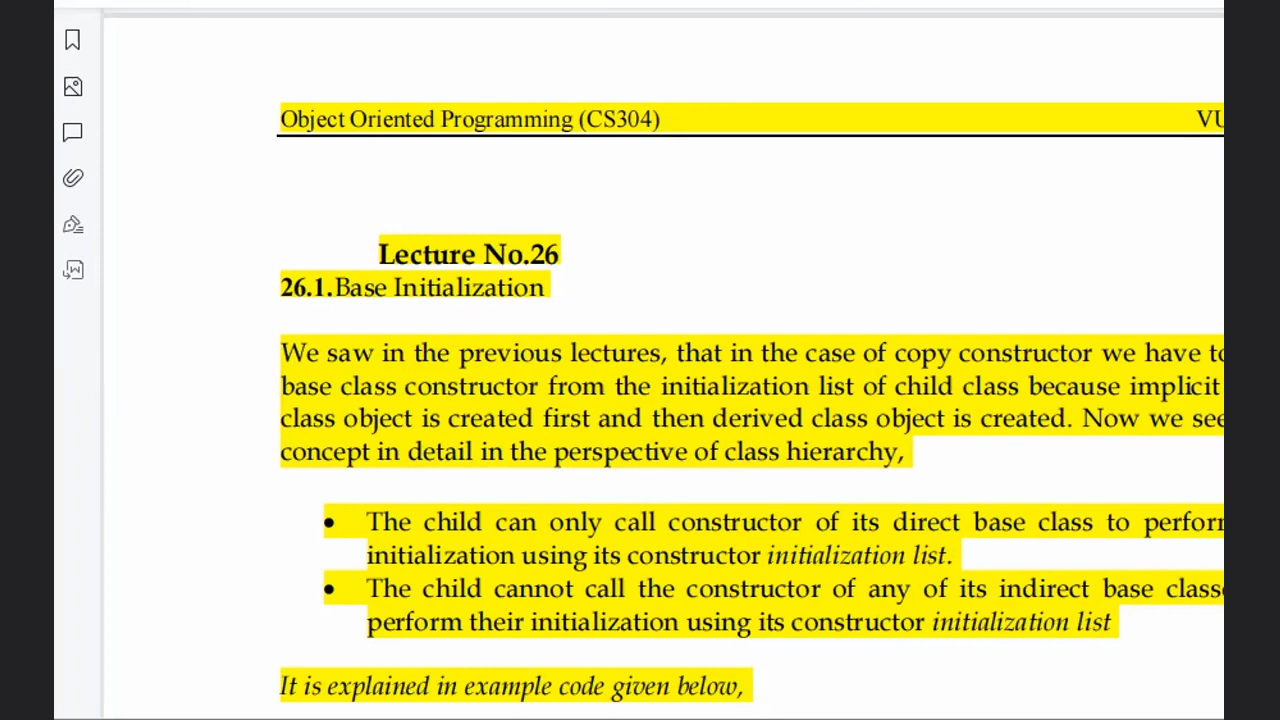 Object Oriented Programming (CS304) VU
Lecture No.26
26.1.Base Initialization
We saw in the previous lectures, that in the case of copy constructor we have to
base class constructor from the initialization list of child class because implicit
class object is created first and then derived class object is created. Now we see
concept in detail in the perspective of class hierarchy,
• The child can only call constructor of its direct base class to perform
initialization using its constructor initialization list.
• The child cannot call the constructor of any of its indirect base classe
perform their initialization using its constructor initialization list
It is explained in example code given below,